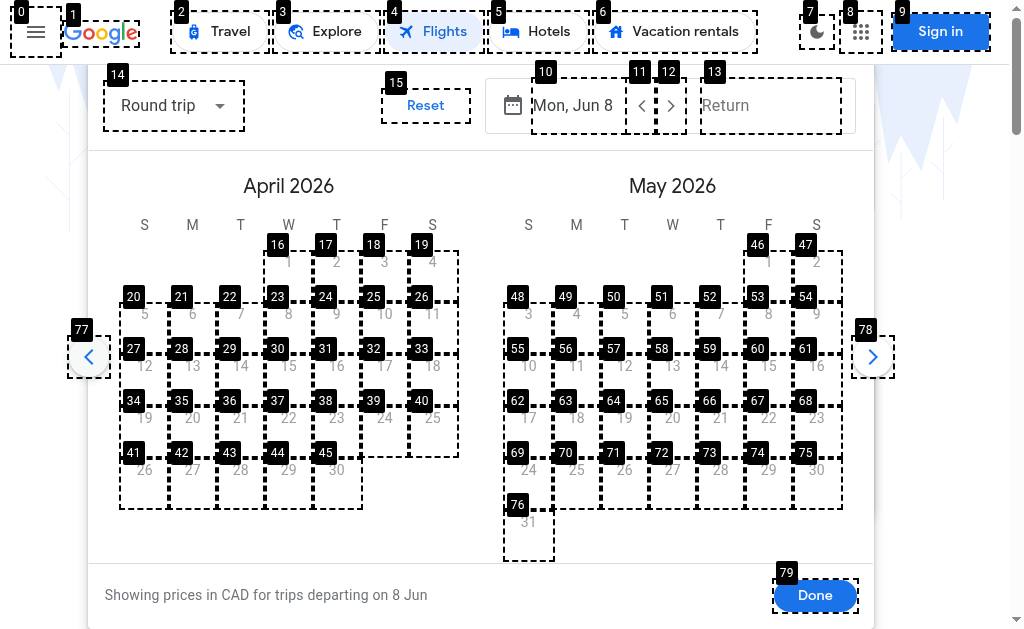 0 1 2 3 4 5 6 7 8 9
Google Travel Explore Flights Hotels Vacation rentals Sign in
14 15 10 11 12 13
Round trip Reset Mon, Jun 8 Return
April 2026 May 2026
S M T W T F S S M T W T F S
16 17 18 19 46 47
1 2 3 4 1 2
20 21 22 23 24 25 26 48 49 50 51 52 53 54
5 6 7 8 9 10 11 3 4 5 6 7 8 9
77 78
27 28 29 30 31 32 33 55 56 57 58 59 60 61
12 13 14 15 16 17 18 10 11 12 13 14 15 16
34 35 36 37 38 39 40 62 63 64 65 66 67 68
19 20 21 22 23 24 25 17 18 19 20 21 22 23
41 42 43 44 45 69 70 71 72 73 74 75
26 27 28 29 30 24 25 26 27 28 29 30
76
31
79
Showing prices in CAD for trips departing on 8 Jun Done